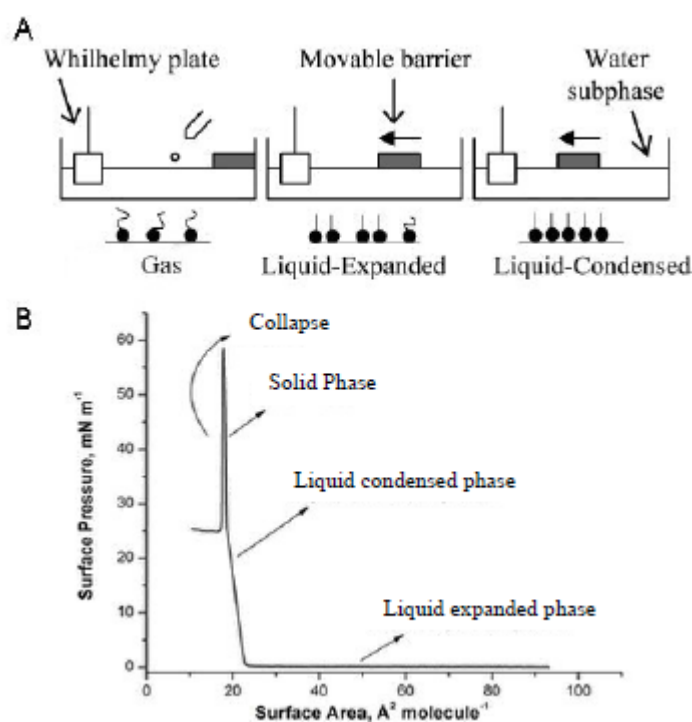 A
Whilhelmy plate
Movable barrier
Water
subphase
Gas
Liquid-Expanded
Liquid-Condensed
B
Collapse
Solid Phase
Liquid condensed phase
Liquid expanded phase
Surface Pressure, mN m⁻¹
60
50
40
30
20
10
0
0 20 40 60 80 100
Surface Area, Å² molecule⁻¹